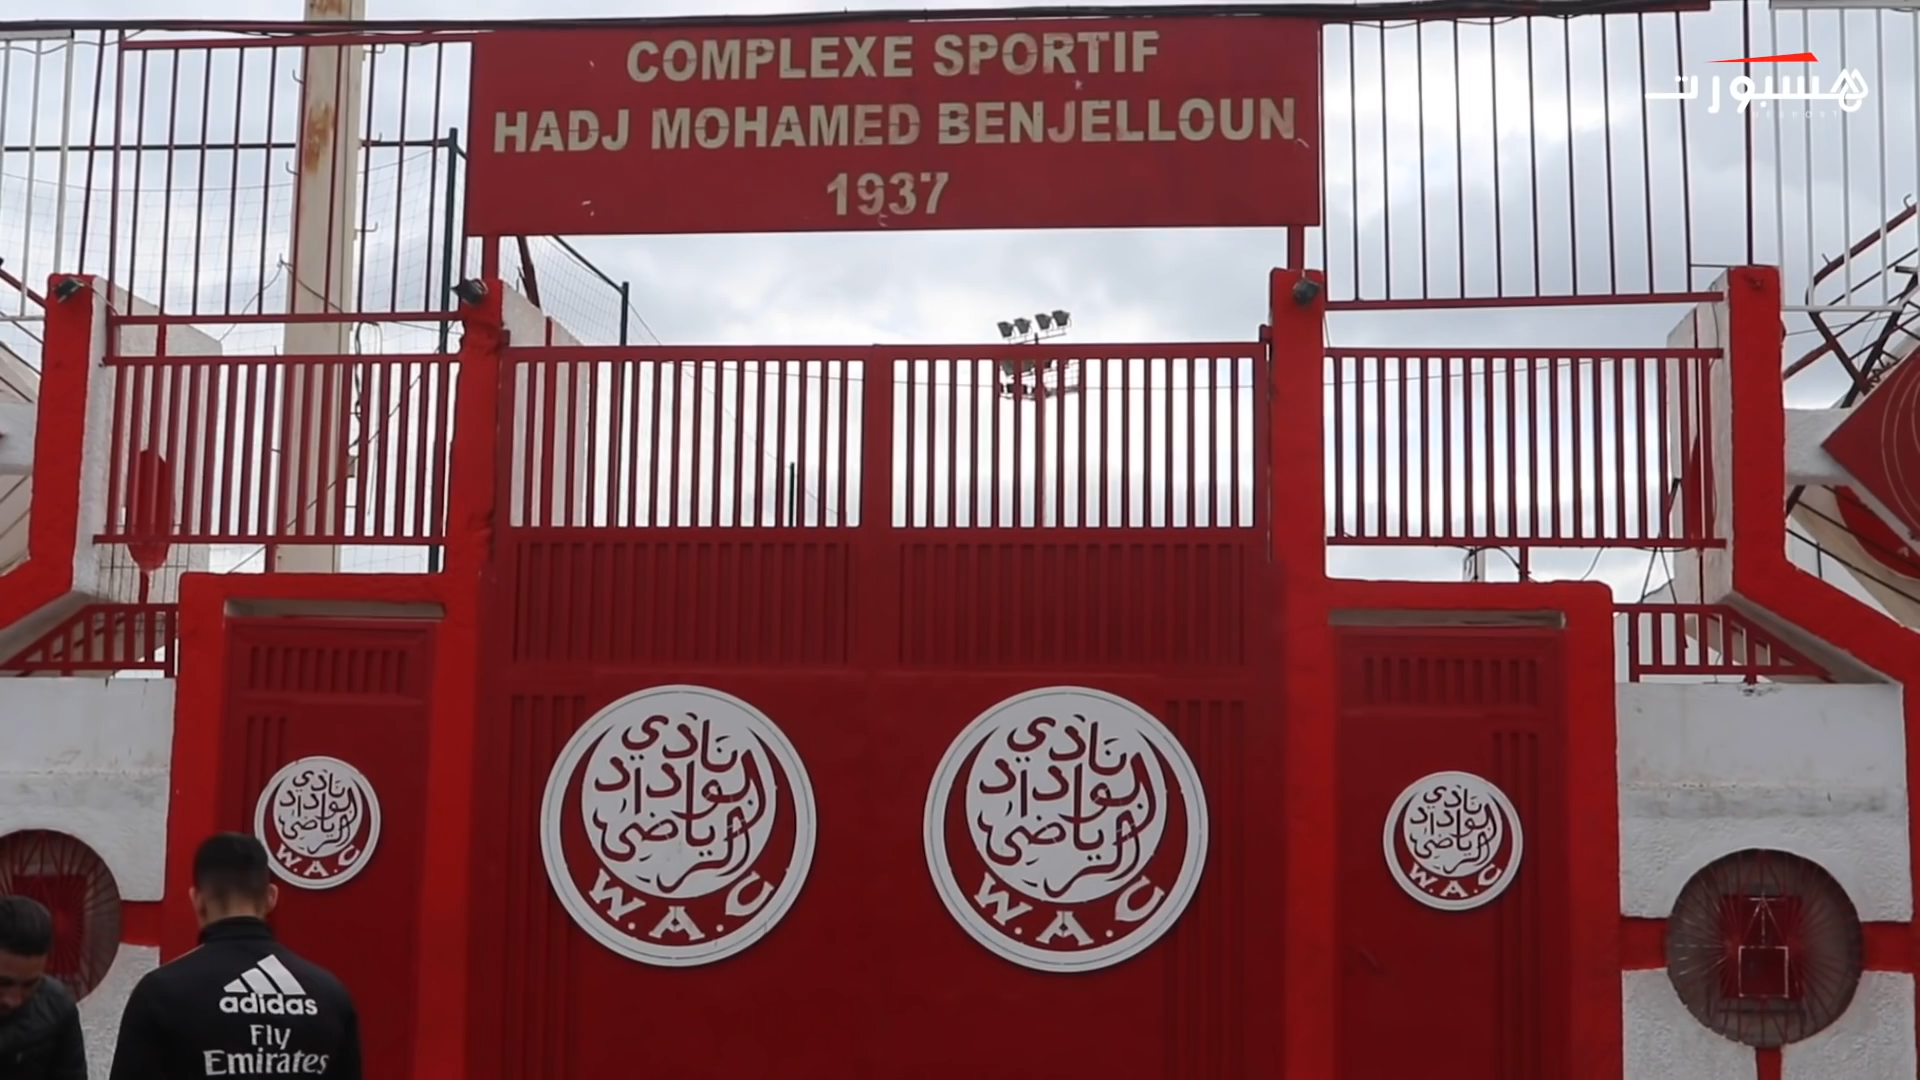 COMPLEXE SPORTIF
HADJ MOHAMED BENJELLOUN
1937
هسبورت
HESPORT
نادي
الوداد
الرياضي
W.A.C
نادي
الوداد
الرياضي
W.A.C
نادي
الوداد
الرياضي
W.A.C
نادي
الوداد
الرياضي
W.A.C
adidas
Fly
Emirates